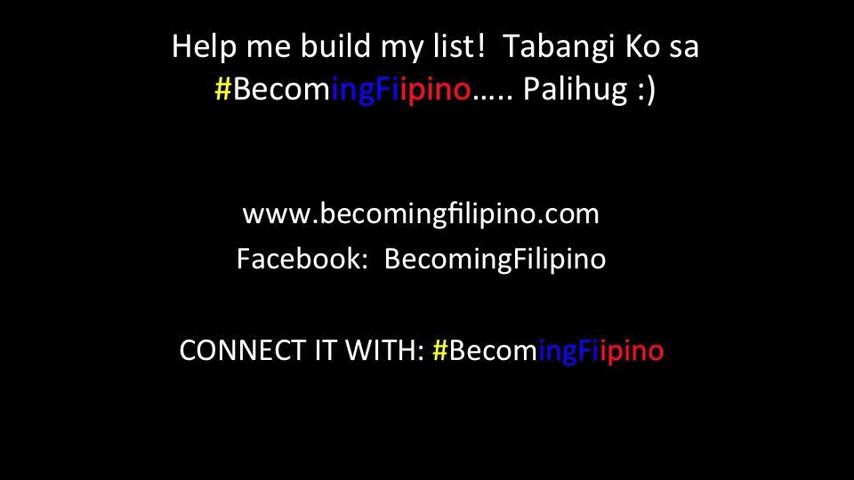 Help me build my list!  Tabangi Ko sa
#BecomingFiipino..... Palihug :)
www.becomingfilipino.com
Facebook:  BecomingFilipino
CONNECT IT WITH: #BecomingFiipino